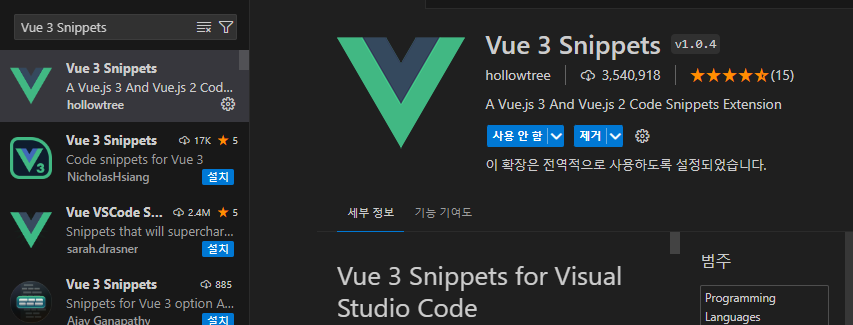 Vue 3 Snippets
Vue 3 Snippets
A Vue.js 3 And Vue.js 2 Cod...
hollowtree
Vue 3 Snippets 17K ★ 5
Code snippets for Vue 3
NicholasHsiang 설치
Vue VSCode S... 2.4M ★ 5
Snippets that will superchar...
sarah.drasner 설치
Vue 3 Snippets 885
Snippets for Vue 3 option A...
Ajay Ganapathy 설치
Vue 3 Snippets v1.0.4
hollowtree 3,540,918 (15)
A Vue.js 3 And Vue.js 2 Code Snippets Extension
사용 안 함 제거
이 확장은 전역적으로 사용하도록 설정되었습니다.
세부 정보 기능 기여도
Vue 3 Snippets for Visual
Studio Code
범주
Programming
Languages